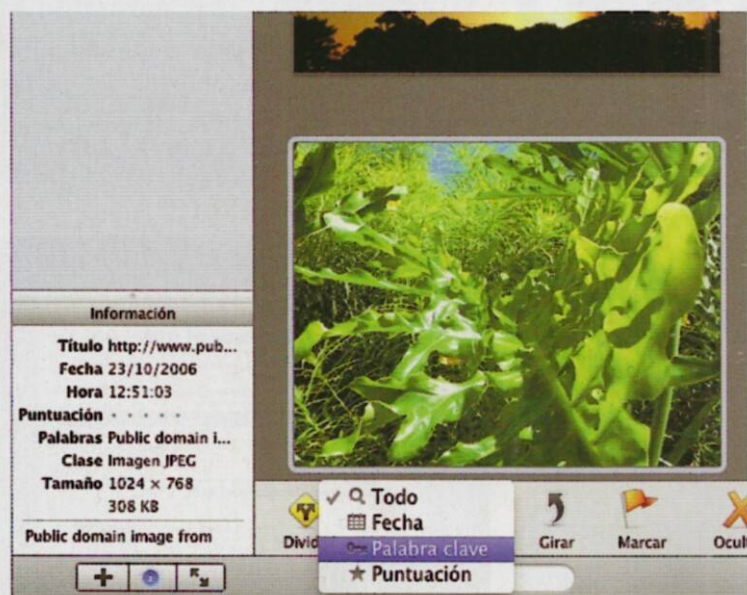 Información
Título http://www.pub...
Fecha 23/10/2006
Hora 12:51:03
Puntuación · · · · ·
Palabras Public domain i...
Clase Imagen JPEG
Tamaño 1024 × 768
308 KB
Public domain image from
Divid
✓ Todo
Fecha
Palabra clave
Puntuación
Girar
Marcar
Ocult